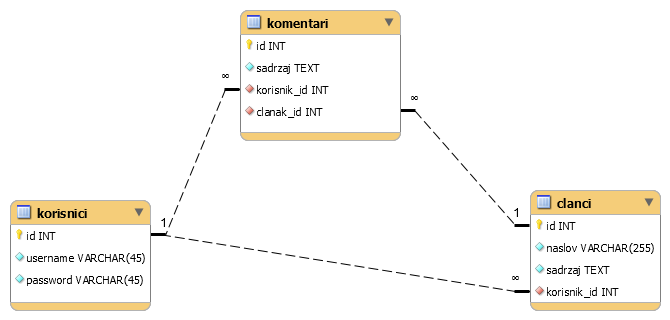 komentari
id INT
sadrzaj TEXT
korisnik_id INT
clanak_id INT
∞
∞
korisnici
id INT
username VARCHAR(45)
password VARCHAR(45)
1
1
∞
clanci
id INT
naslov VARCHAR(255)
sadrzaj TEXT
korisnik_id INT